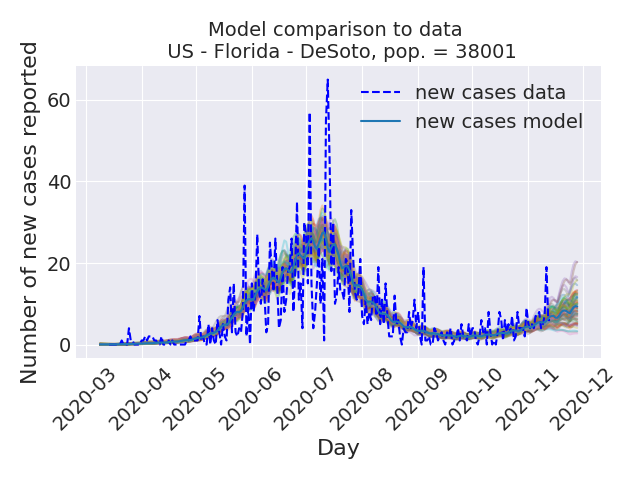 Model comparison to data
US - Florida - DeSoto, pop. = 38001
Number of new cases reported
60
40
20
0
new cases data
new cases model
2020-03
2020-04
2020-05
2020-06
2020-07
2020-08
2020-09
2020-10
2020-11
2020-12
Day